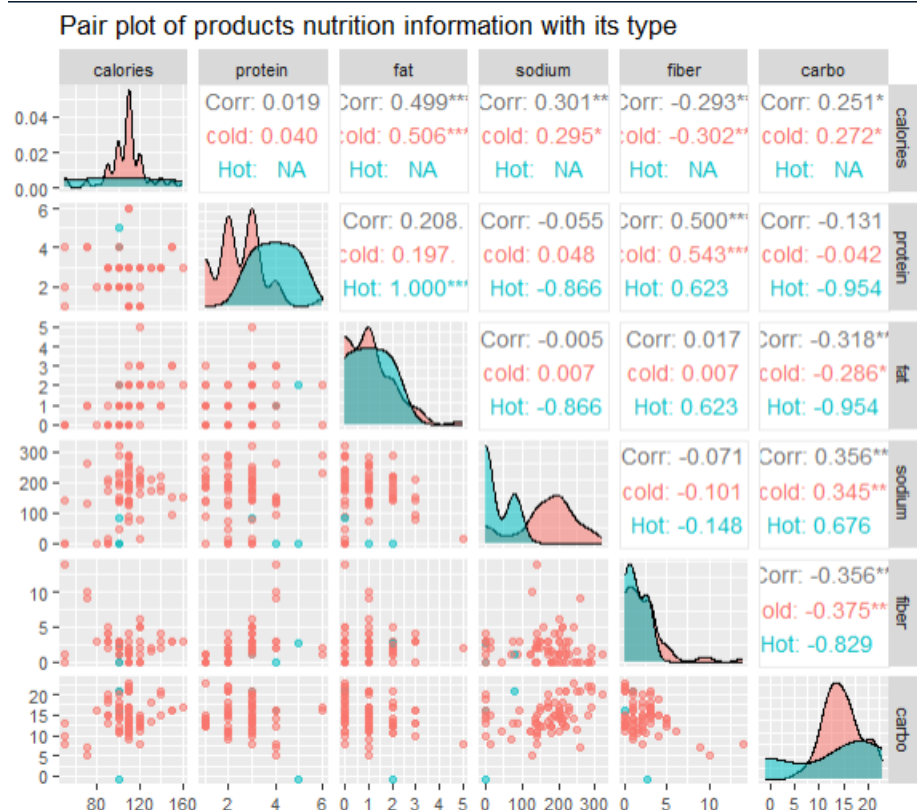 Pair plot of products nutrition information with its type
calories protein fat sodium fiber carbo
Corr: 0.019 Corr: 0.499** Corr: 0.301** Corr: -0.293** Corr: 0.251*
0.04
cold: 0.040 cold: 0.506*** cold: 0.295* cold: -0.302** cold: 0.272*
0.02
Hot: NA Hot: NA Hot: NA Hot: NA Hot: NA
0.00
calories
6
Corr: 0.208. Corr: -0.055 Corr: 0.500*** Corr: -0.131
4
cold: 0.197. cold: 0.048 cold: 0.543*** cold: -0.042
2
Hot: 1.000*** Hot: -0.866 Hot: 0.623 Hot: -0.954
protein
5
Corr: -0.005 Corr: 0.017 Corr: -0.318**
4
3
cold: 0.007 cold: 0.007 cold: -0.286*
2
1
Hot: -0.866 Hot: 0.623 Hot: -0.954
0
fat
300
Corr: -0.071 Corr: 0.356**
200
cold: -0.101 cold: 0.345**
100
Hot: -0.148 Hot: 0.676
0
sodium
Corr: -0.356**
10
old: -0.375**
5
Hot: -0.829
0
fiber
20
15
10
5
0
carbo
80 120 160 2 4 6 0 1 2 3 4 5 0 100 200 300 0 5 10 0 5 10 15 20